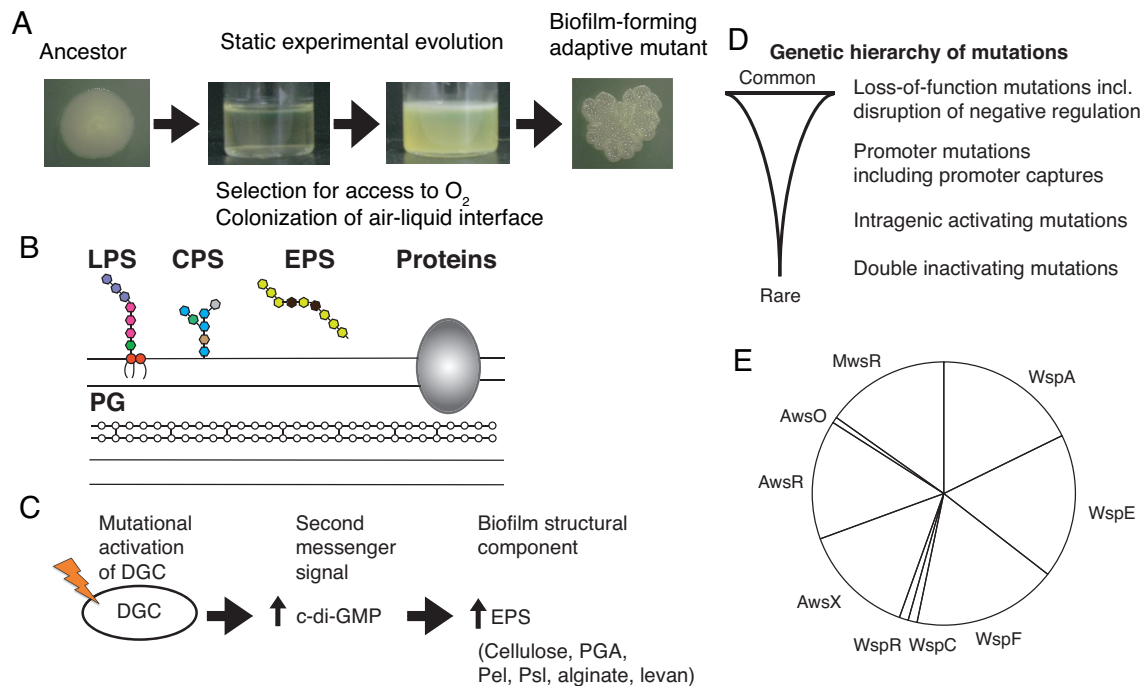 A
Ancestor
Static experimental evolution
Biofilm-forming
adaptive mutant
Selection for access to O2
Colonization of air-liquid interface
B
LPS
CPS
EPS
Proteins
PG
C
Mutational
activation
of DGC
Second
messenger
signal
Biofilm structural
component
DGC
c-di-GMP
EPS
(Cellulose, PGA,
Pel, Psl, alginate, levan)
D
Genetic hierarchy of mutations
Common
Loss-of-function mutations incl.
disruption of negative regulation
Promoter mutations
including promoter captures
Intragenic activating mutations
Double inactivating mutations
Rare
E
MwsR
WspA
AwsO
AwsR
WspE
AwsX
WspR
WspC
WspF